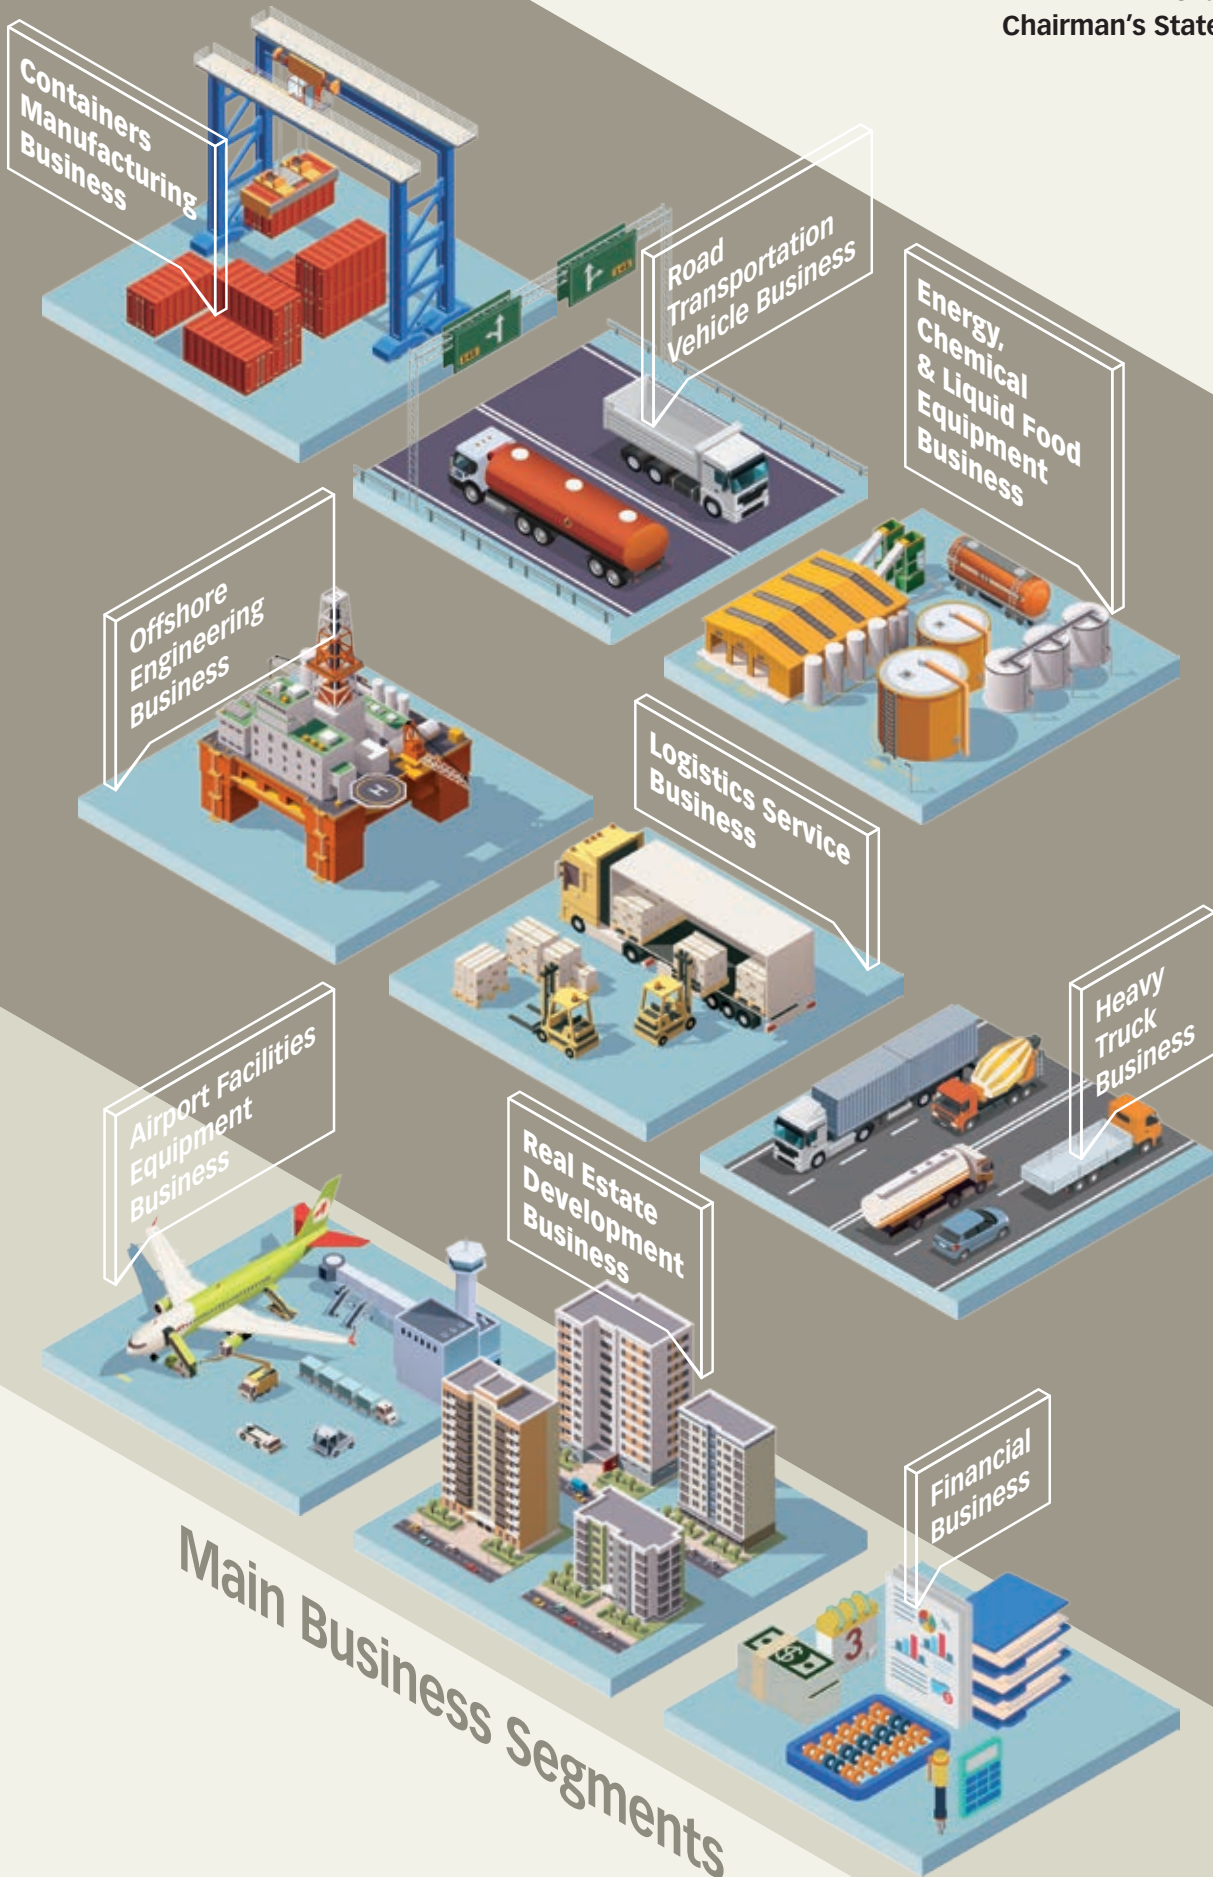 Chairman's State
Containers
Manufacturing
Business
Road
Transportation
Vehicle Business
Energy,
Chemical
& Liquid Food
Equipment
Business
Offshore
Engineering
Business
Logistics Service
Business
Heavy
Truck
Business
Airport Facilities
Equipment
Business
H
Real Estate
Development
Business
Financial
Business
3
$
Main Business Segments